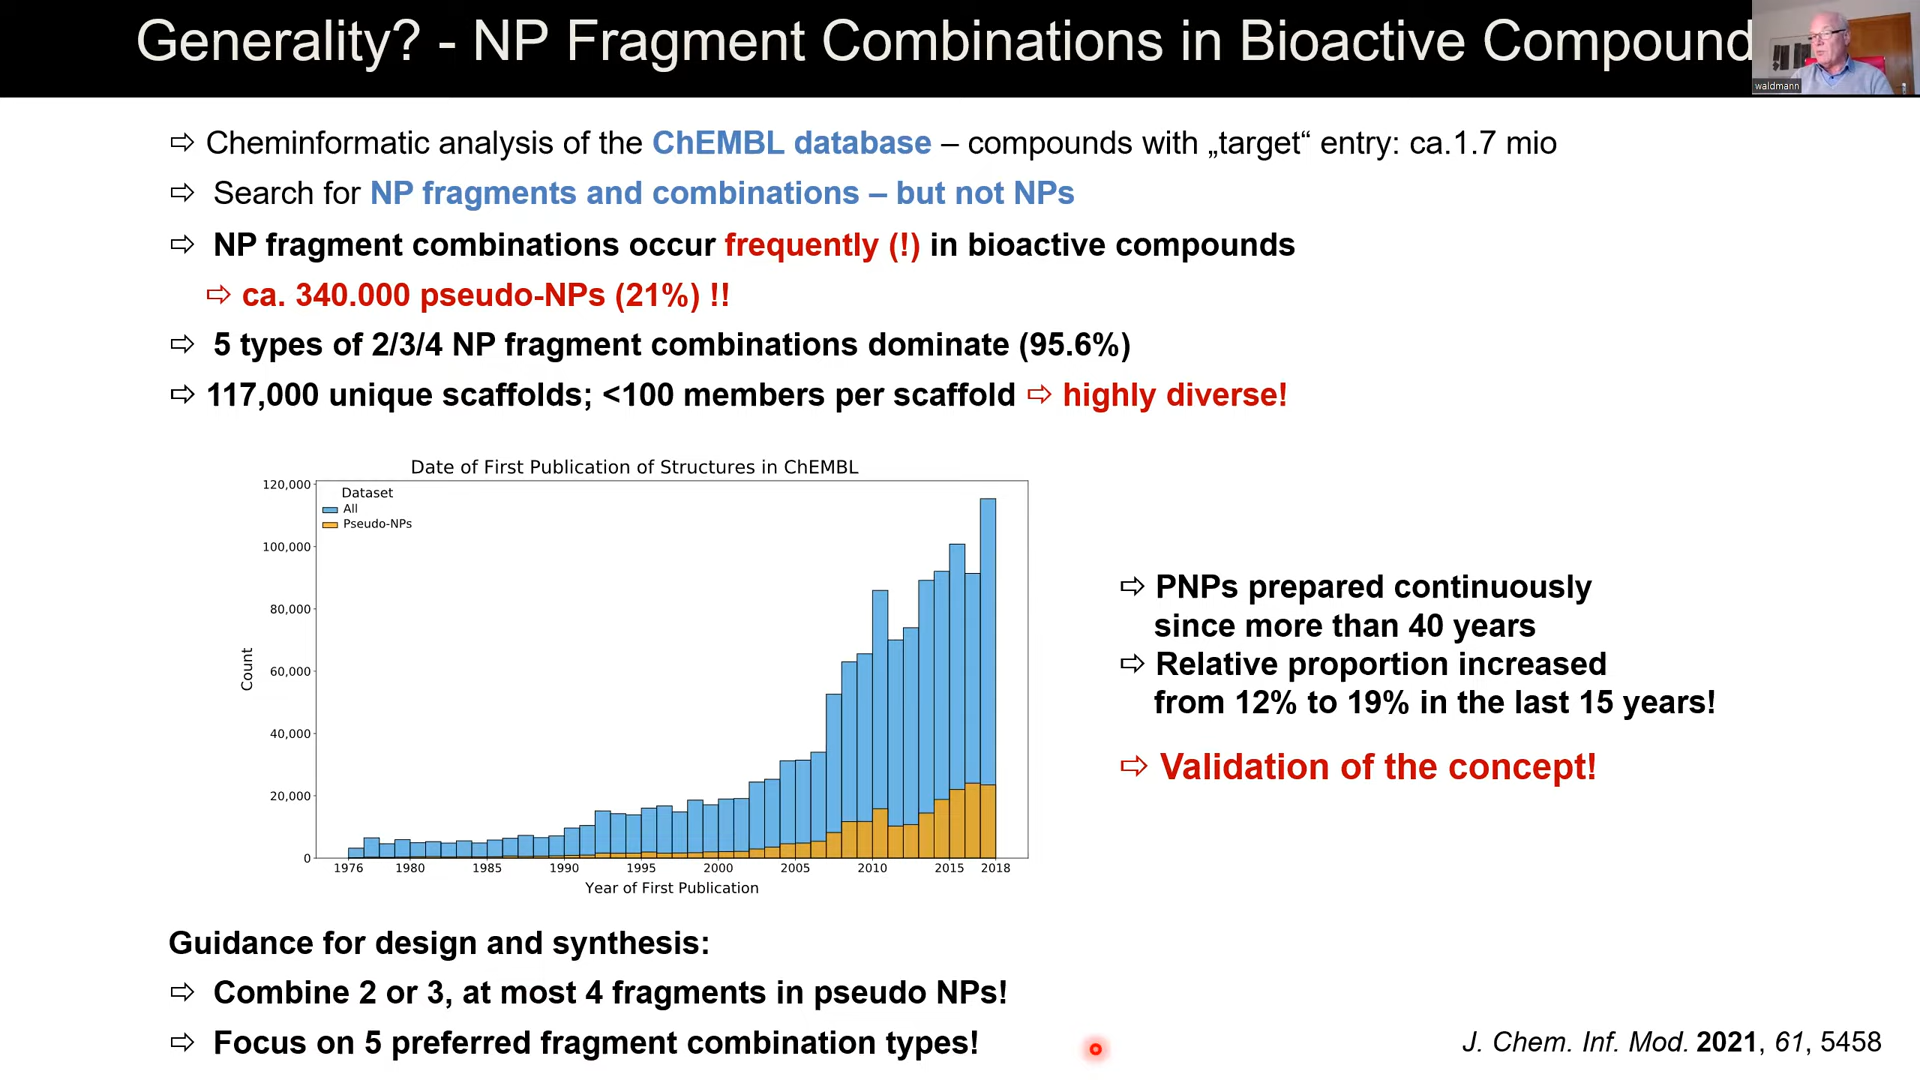 Generality? - NP Fragment Combinations in Bioactive Compound
waldmann
⇨ Cheminformatic analysis of the ChEMBL database – compounds with „target“ entry: ca.1.7 mio
⇨ Search for NP fragments and combinations – but not NPs
⇨ NP fragment combinations occur frequently (!) in bioactive compounds
⇨ ca. 340.000 pseudo-NPs (21%) !!
⇨ 5 types of 2/3/4 NP fragment combinations dominate (95.6%)
⇨ 117,000 unique scaffolds; <100 members per scaffold ⇨ highly diverse!
Date of First Publication of Structures in ChEMBL
Dataset
All
Pseudo-NPs
120,000
100,000
80,000
60,000
40,000
20,000
0
Count
1976 1980 1985 1990 1995 2000 2005 2010 2015 2018
Year of First Publication
⇨ PNPs prepared continuously
since more than 40 years
⇨ Relative proportion increased
from 12% to 19% in the last 15 years!
⇨ Validation of the concept!
Guidance for design and synthesis:
⇨ Combine 2 or 3, at most 4 fragments in pseudo NPs!
⇨ Focus on 5 preferred fragment combination types!
J. Chem. Inf. Mod. 2021, 61, 5458